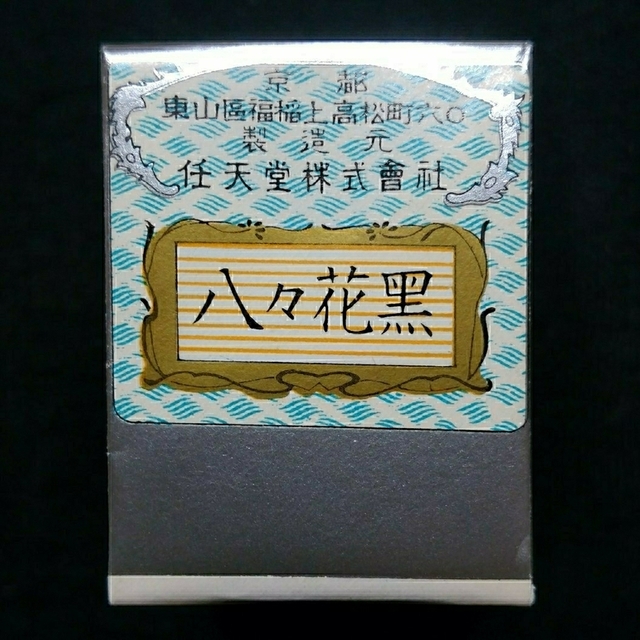 京都
東山區福稲上高松町六〇
製造元
任天堂株式會社
八々花黑